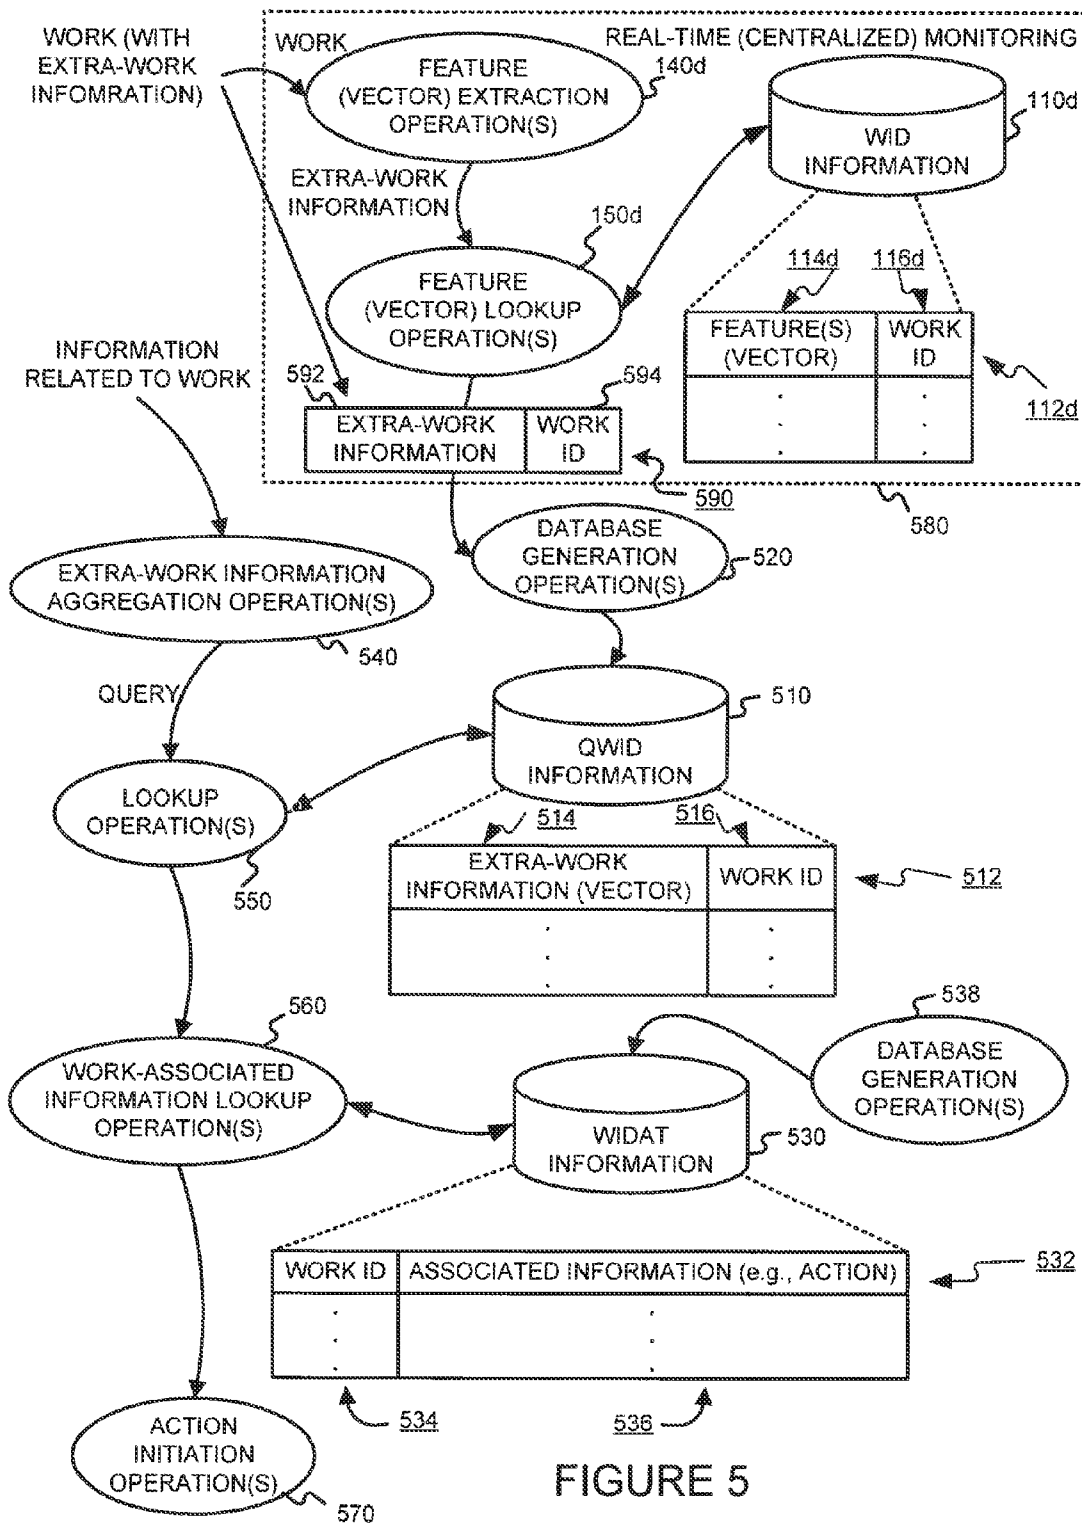 WORK (WITH
EXTRA-WORK
INFOMRATION)
WORK
REAL-TIME (CENTRALIZED) MONITORING
FEATURE
(VECTOR) EXTRACTION
OPERATION(S)
140d
110d
WID
INFORMATION
EXTRA-WORK
INFORMATION
150d
FEATURE
(VECTOR) LOOKUP
OPERATION(S)
114d
116d
FEATURE(S)
(VECTOR)
WORK
ID
112d
INFORMATION
RELATED TO WORK
592
594
EXTRA-WORK
INFORMATION
WORK
ID
590
580
DATABASE
GENERATION
OPERATION(S)
520
EXTRA-WORK INFORMATION
AGGREGATION OPERATION(S)
540
QUERY
510
QWID
INFORMATION
LOOKUP
OPERATION(S)
550
514
516
EXTRA-WORK
INFORMATION (VECTOR)
WORK ID
512
538
DATABASE
GENERATION
OPERATION(S)
560
WORK-ASSOCIATED
INFORMATION LOOKUP
OPERATION(S)
WIDAT
INFORMATION
530
WORK ID
ASSOCIATED INFORMATION (e.g., ACTION)
532
534
536
ACTION
INITIATION
OPERATION(S)
570
FIGURE 5